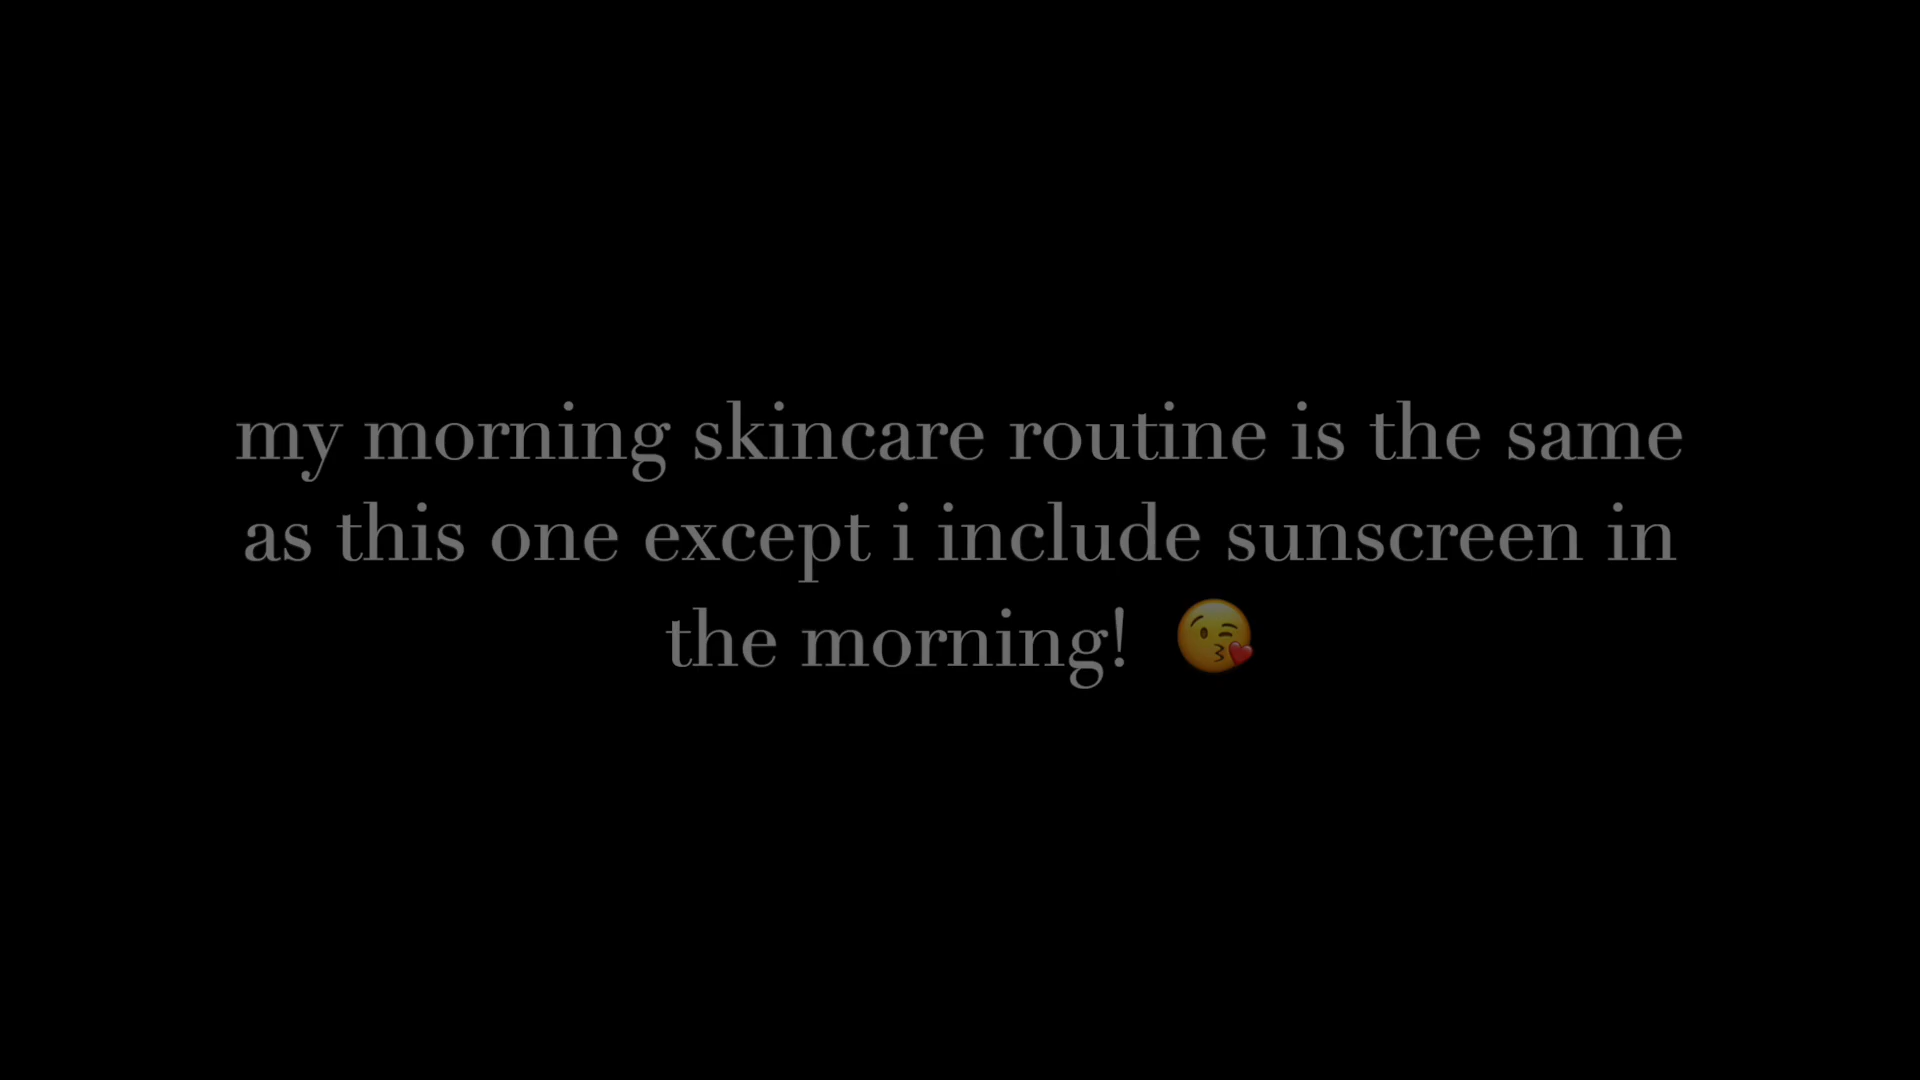 my morning skincare routine is the same
as this one except i include sunscreen in
the morning! 😘